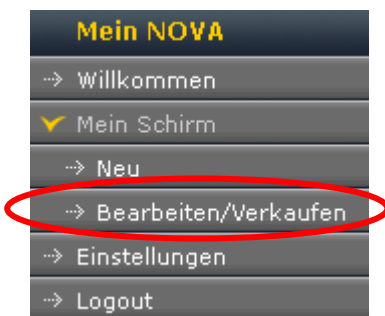 Mein NOVA
Willkommen
Mein Schirm
Neu
Bearbeiten/Verkaufen
Einstellungen
Logout